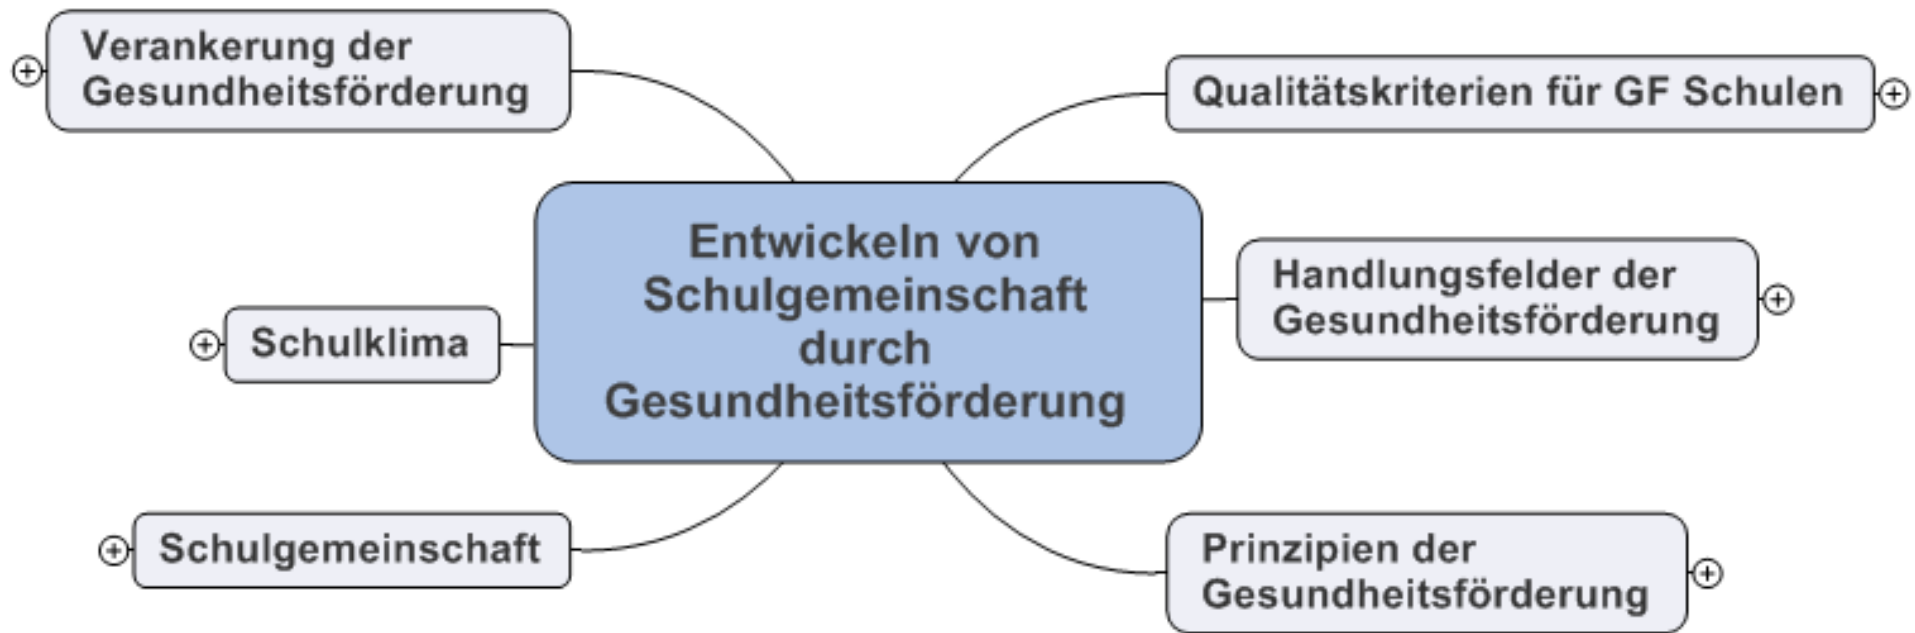 Verankerung der
Gesundheitsförderung
Qualitätskriterien für GF Schulen
Entwickeln von
Schulgemeinschaft
durch
Gesundheitsförderung
Handlungsfelder der
Gesundheitsförderung
Schulklima
Schulgemeinschaft
Prinzipien der
Gesundheitsförderung